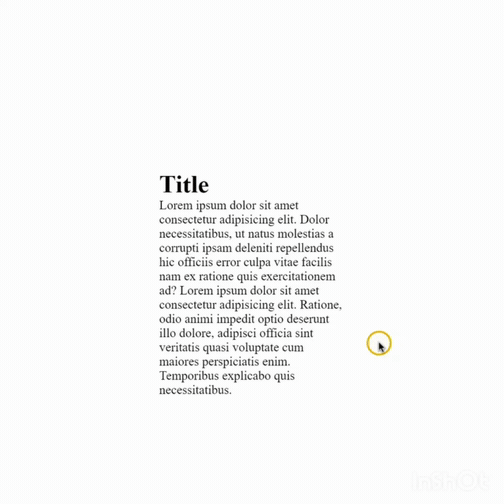 Title
Lorem ipsum dolor sit amet
consectetur adipisicing elit. Dolor
necessitatibus, ut natus molestias a
corrupti ipsam deleniti repellendus
hic officiis error culpa vitae facilis
nam ex ratione quis exercitationem
ad? Lorem ipsum dolor sit amet
consectetur adipisicing elit. Ratione,
odio animi impedit optio deserunt
illo dolore, adipisci officia sint
veritatis quasi voluptate cum
maiores perspiciatis enim.
Temporibus explicabo quis
necessitatibus.
InShOt